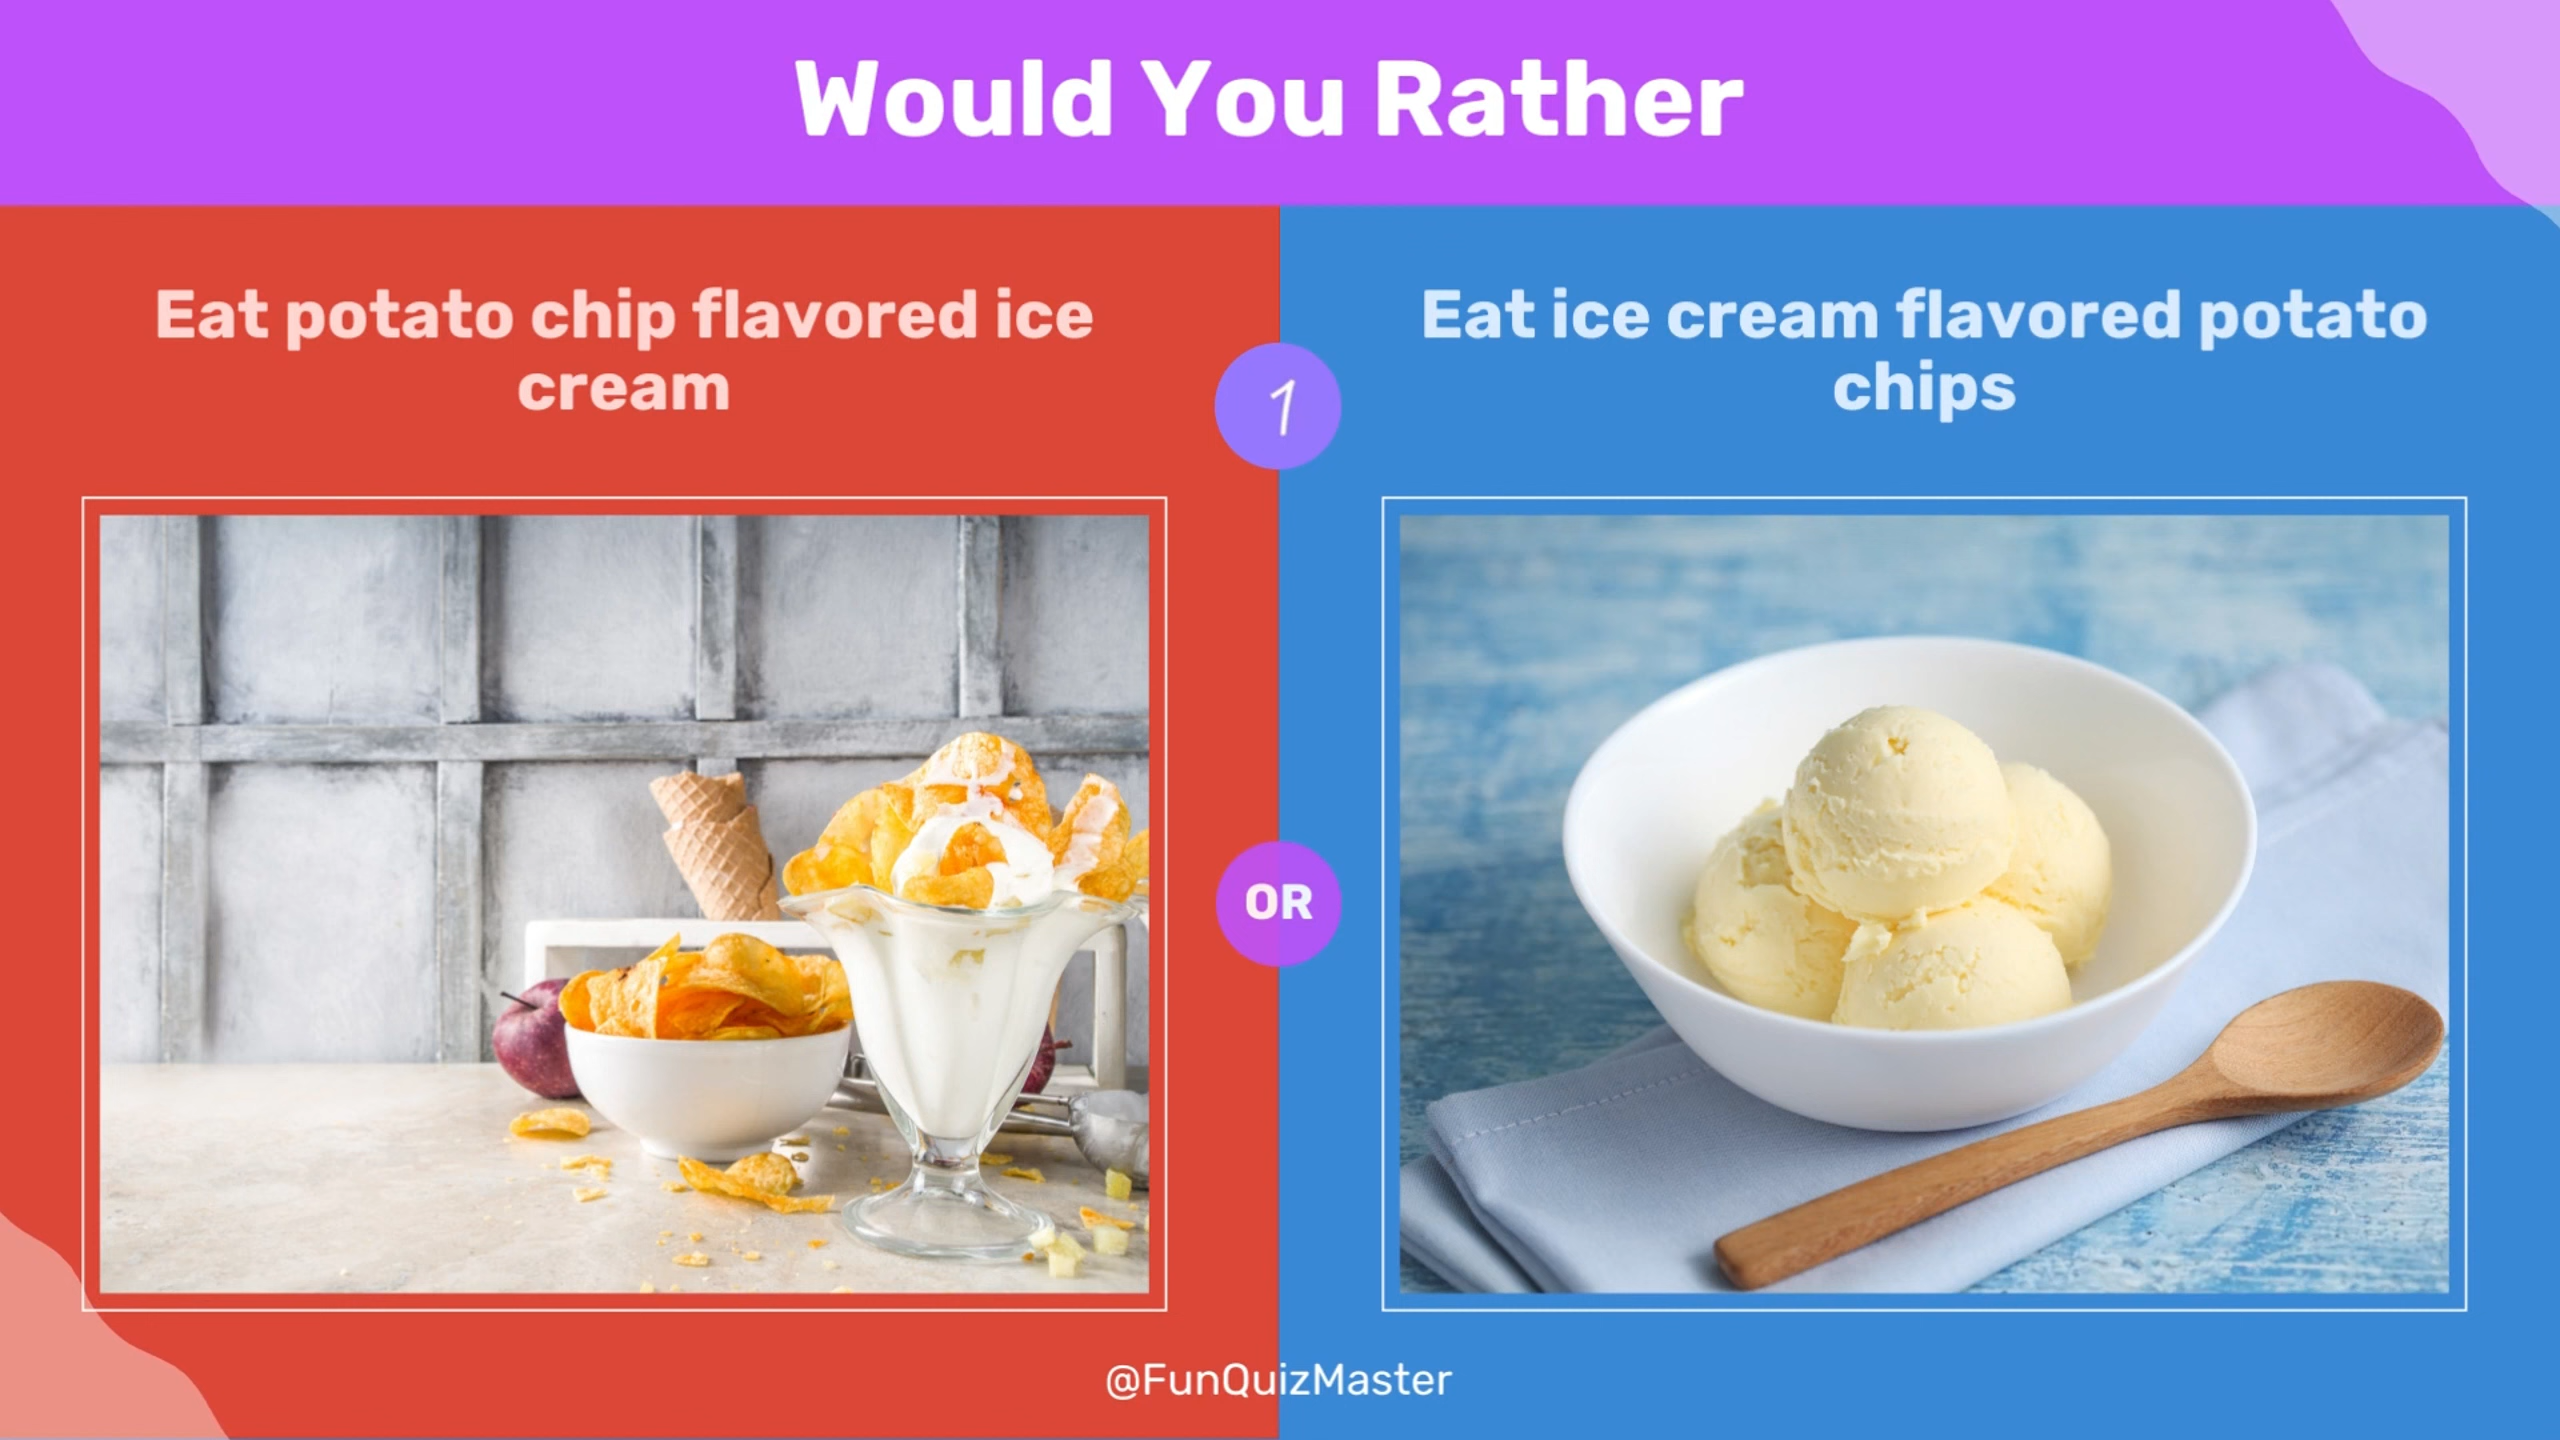 Would You Rather
Eat potato chip flavored ice
cream
1
Eat ice cream flavored potato
chips
OR
@FunQuizMaster